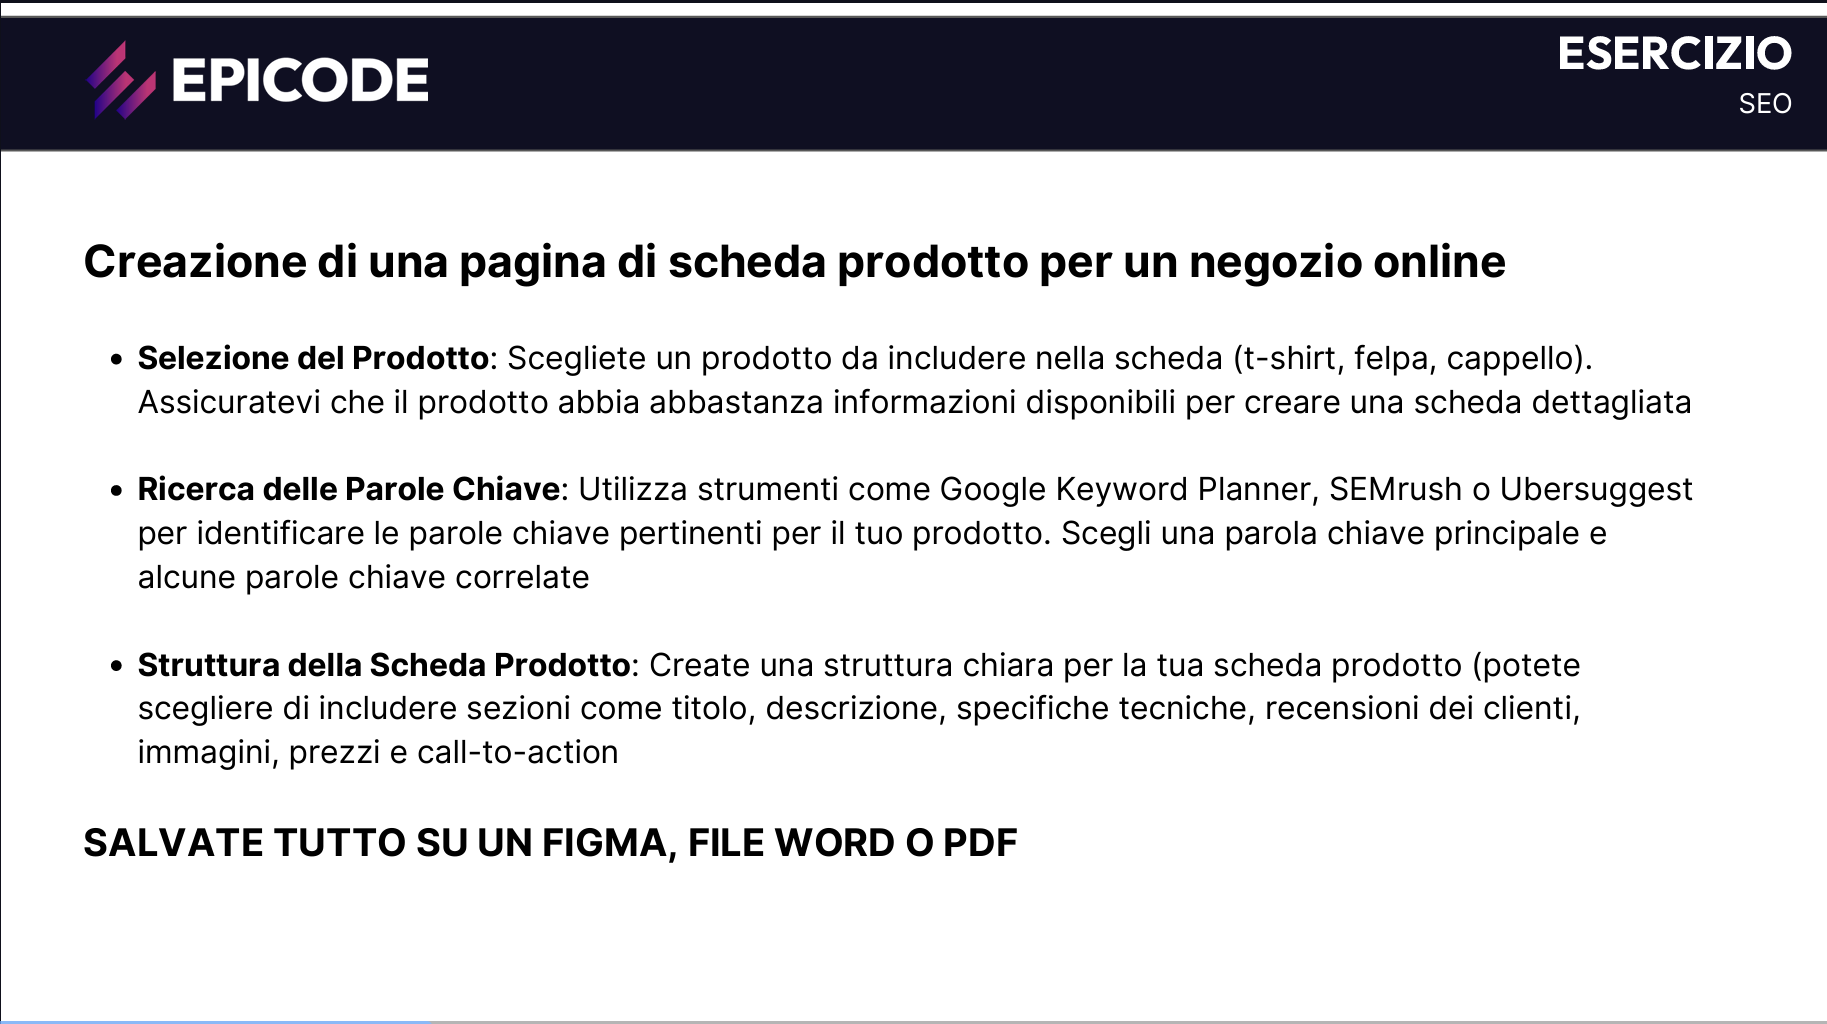 EPICODE
ESERCIZIO
SEO
Creazione di una pagina di scheda prodotto per un negozio online
• Selezione del Prodotto: Scegliete un prodotto da includere nella scheda (t-shirt, felpa, cappello).
Assicuratevi che il prodotto abbia abbastanza informazioni disponibili per creare una scheda dettagliata
• Ricerca delle Parole Chiave: Utilizza strumenti come Google Keyword Planner, SEMrush o Ubersuggest
per identificare le parole chiave pertinenti per il tuo prodotto. Scegli una parola chiave principale e
alcune parole chiave correlate
• Struttura della Scheda Prodotto: Create una struttura chiara per la tua scheda prodotto (potete
scegliere di includere sezioni come titolo, descrizione, specifiche tecniche, recensioni dei clienti,
immagini, prezzi e call-to-action
SALVATE TUTTO SU UN FIGMA, FILE WORD O PDF